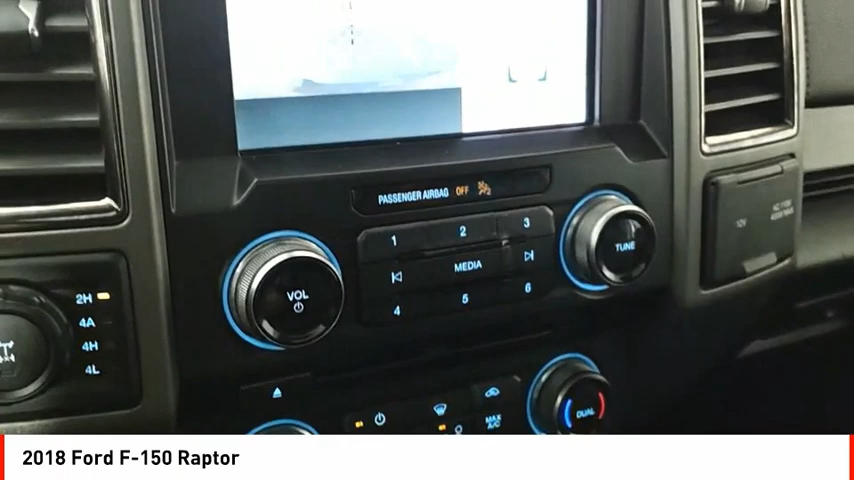 PASSENGER AIRBAG OFF
1 2 3
MEDIA
4 5 6
VOL
TUNE
12V
2H
4A
4H
4L
MAX A/C
DUAL
2018 Ford F-150 Raptor